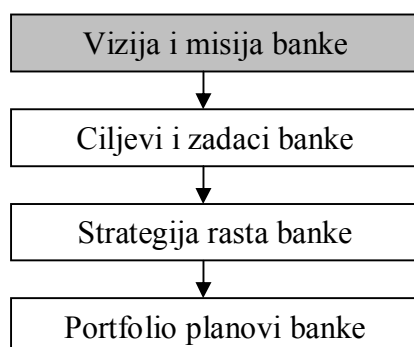 Vizija i misija banke
Ciljevi i zadaci banke
Strategija rasta banke
Portfolio planovi banke